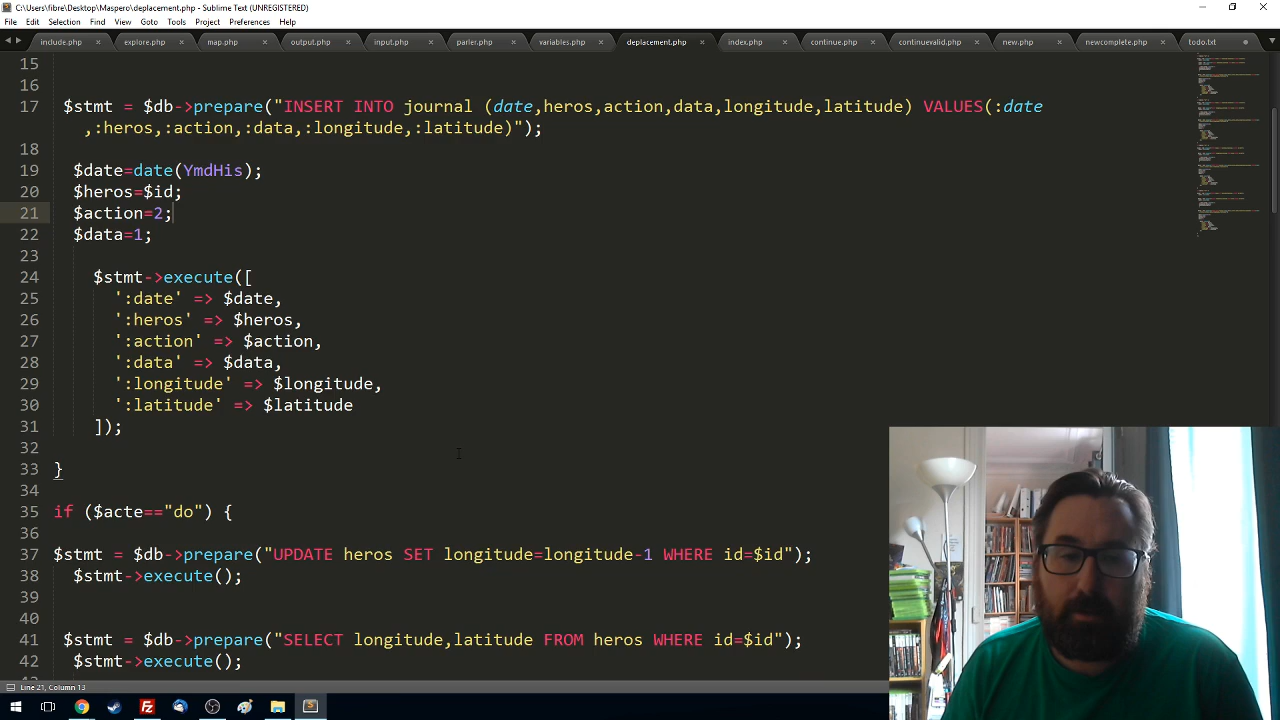 C:\Users\fibre\Desktop\Maspero\deplacement.php - Sublime Text (UNREGISTERED)
File Edit Selection Find View Goto Tools Project Preferences Help
include.php explore.php map.php output.php input.php parler.php variables.php deplacement.php index.php continue.php continuevalid.php new.php newcomplete.php todo.txt
15
16
17 $stmt = $db->prepare("INSERT INTO journal (date,heros,action,data,longitude,latitude) VALUES(:date
,:heros,:action,:data,:longitude,:latitude)");
18
19 $date=date(YmdHis);
20 $heros=$id;
21 $action=2;
22 $data=1;
23
24 $stmt->execute([
25 ':date' => $date,
26 ':heros' => $heros,
27 ':action' => $action,
28 ':data' => $data,
29 ':longitude' => $longitude,
30 ':latitude' => $latitude
31 ]);
32
33 }
34
35 if ($acte=="do") {
36
37 $stmt = $db->prepare("UPDATE heros SET longitude=longitude-1 WHERE id=$id");
38 $stmt->execute();
39
40
41 $stmt = $db->prepare("SELECT longitude,latitude FROM heros WHERE id=$id");
42 $stmt->execute();
Line 21, Column 13